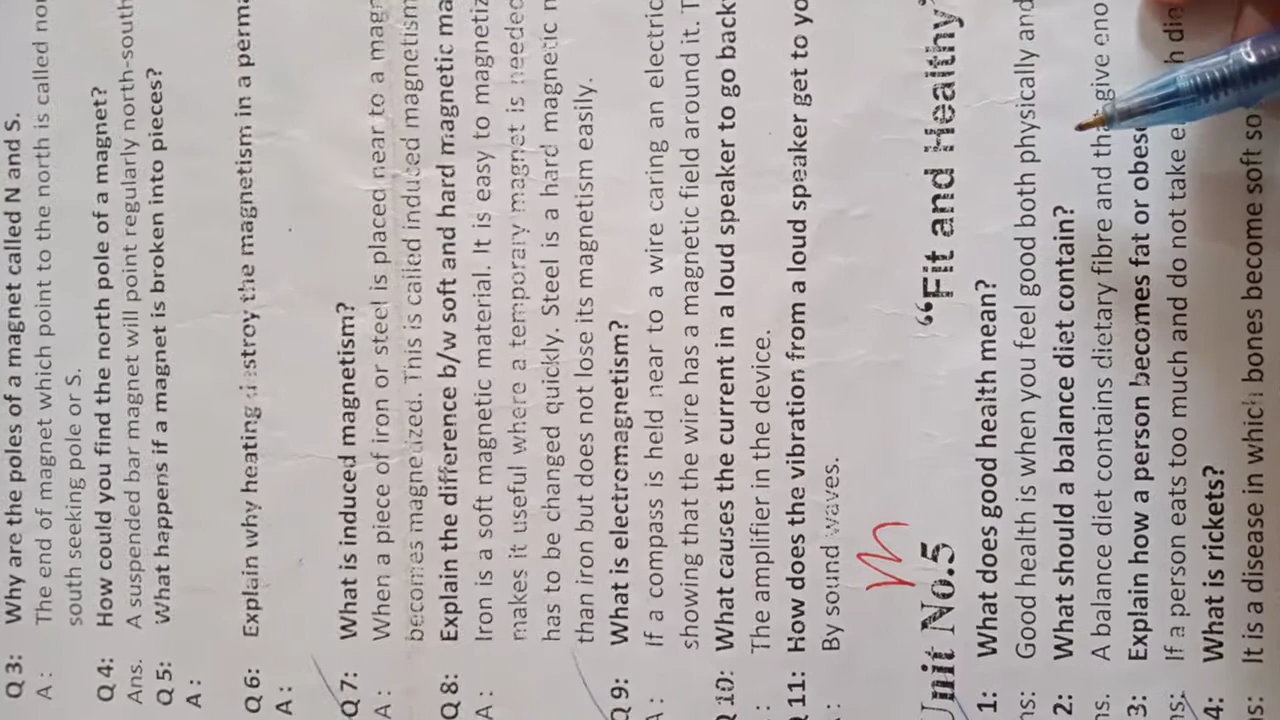 Q 3: Why are the poles of a magnet called N and S.
A : The end of magnet which point to the north is called
south seeking pole or S.
Q 4: How could you find the north pole of a magnet?
Ans. A suspended bar magnet will point regularly north-south
Q 5: What happens if a magnet is broken into pieces?
A :
Q 6: Explain why heating destroy the magnetism in a
A :
Q 7: What is induced magnetism?
A : When a piece of iron or steel is placed near to a
becomes magnetized. This is called induced magnetism
Q 8: Explain the difference b/w soft and hard magnetic
A : Iron is a soft magnetic material. It is easy to
makes it useful where a temporary magnet is needed
has to be changed quickly. Steel is a hard magnetic
than iron but does not lose its magnetism easily.
Q 9: What is electromagnetism?
A : If a compass is held near to a wire caring an electric
showing that the wire has a magnetic field around it.
Q 10: What causes the current in a loud speaker to go
: The amplifier in the device.
Q 11: How does the vibration from a loud speaker get to
: By sound waves.
Unit No.5 “Fit and Healthy”
1: What does good health mean?
ns: Good health is when you feel good both physically and
2: What should a balance diet contain?
ns. A balance diet contains dietary fibre and that give
3: Explain how a person becomes fat or
ns: If a person eats too much and do not take
4: What is rickets?
s: It is a disease in which bones become soft so